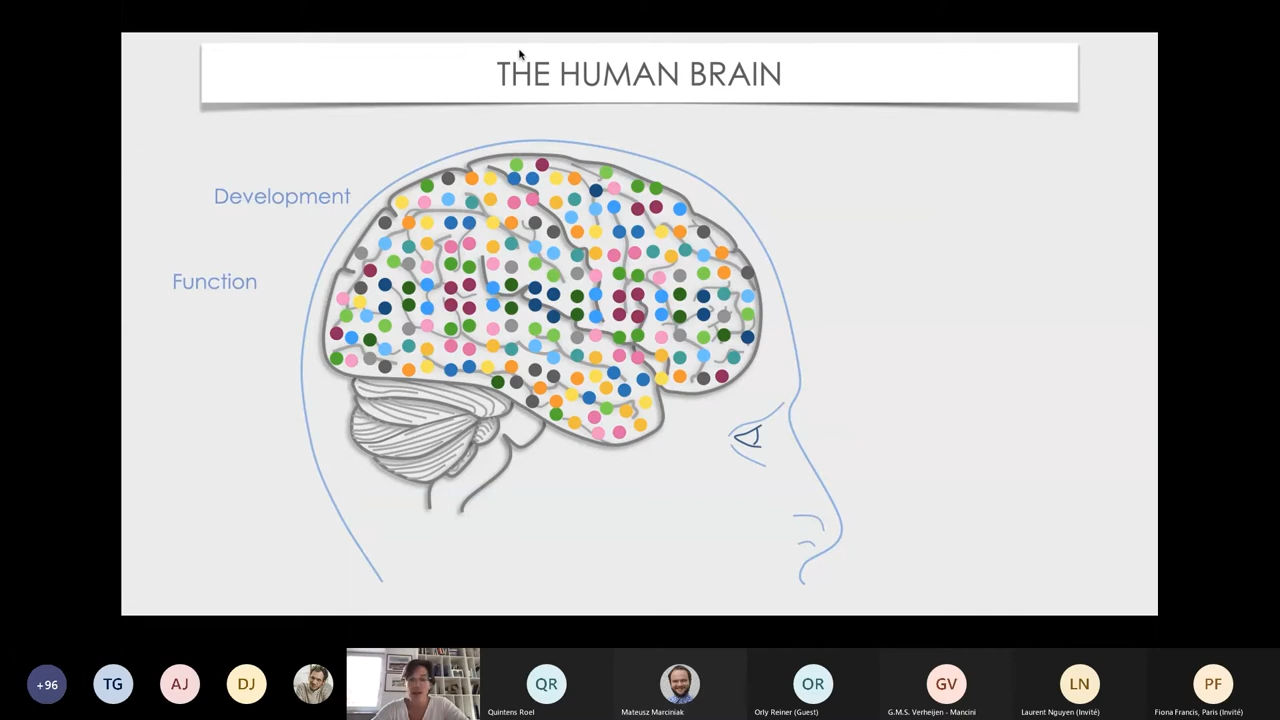 THE HUMAN BRAIN
Development
Function
+96
TG
AJ
DJ
QR
OR
GV
LN
PF
Quintens Roel
Mateusz Marciniak
Orly Reiner (Guest)
G.M.S. Verheijen - Mancini
Laurent Nguyen (Invité)
Fiona Francis, Paris (Invité)